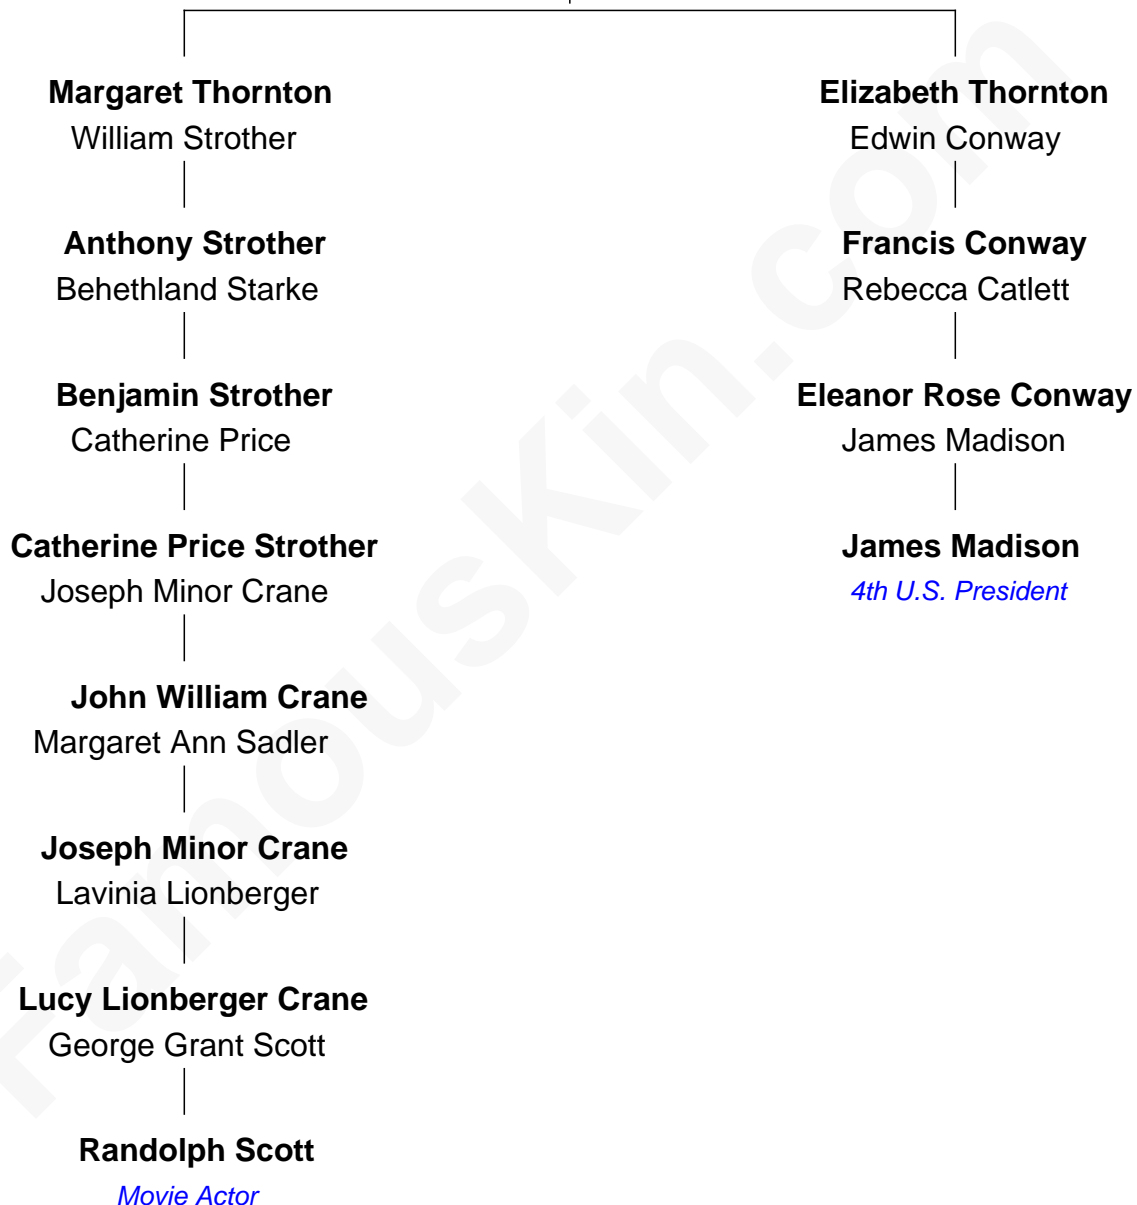 Margaret Thornton
William Strother
Elizabeth Thornton
Edwin Conway
Anthony Strother
Behethland Starke
Francis Conway
Rebecca Catlett
Benjamin Strother
Catherine Price
Eleanor Rose Conway
James Madison
Catherine Price Strother
Joseph Minor Crane
James Madison
4th U.S. President
John William Crane
Margaret Ann Sadler
Joseph Minor Crane
Lavinia Lionberger
Lucy Lionberger Crane
George Grant Scott
Randolph Scott
Movie Actor
FamousKin.com